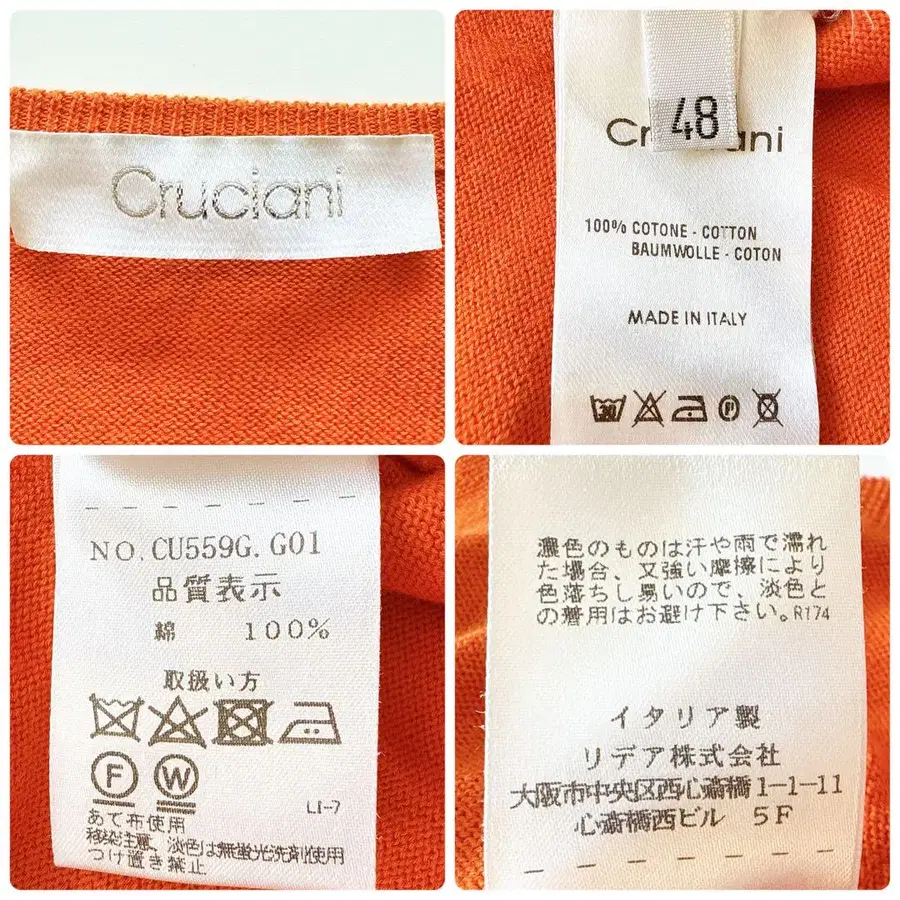 Cruciani
48
Cruciani
100% COTONE - COTTON
BAUMWOLLE - COTON
MADE IN ITALY
30
P
NO.CU559G.G01
品質表示
綿 100%
取扱い方
F W
LI-7
あて布使用
移染注意、淡色は無蛍光洗剤使用
つけ置き禁止
濃色のものは汗や雨で濡れ
た場合、又強い摩擦により
色落ちし易いので、淡色と
の着用はお避け下さい。R174
イタリア製
リデア株式会社
大阪市中央区西心斎橋1-1-11
心斎橋西ビル 5F